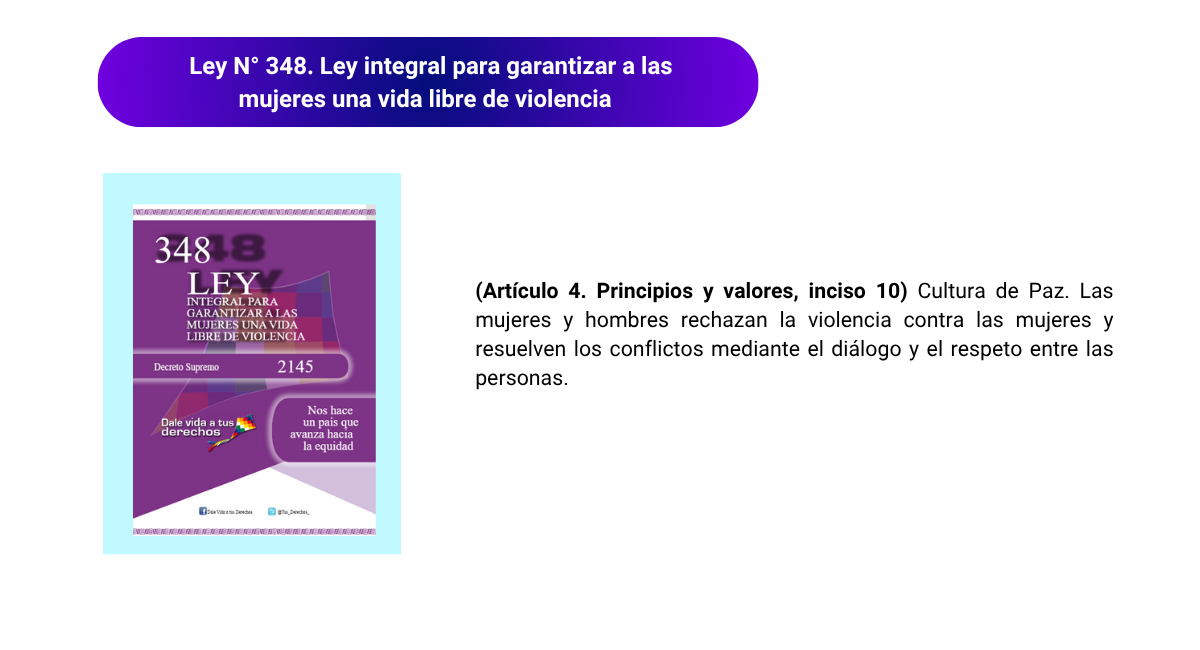 Ley N° 348. Ley integral para garantizar a las
mujeres una vida libre de violencia
348
LEY
INTEGRAL PARA
GARANTIZAR A LAS
MUJERES UNA VIDA
LIBRE DE VIOLENCIA
Decreto Supremo 2145
Dale vida a tus
derechos
Nos hace
un país que
avanza hacia
la equidad
Dale Vida a tus Derechos @Tus_Derechos_
(Artículo 4. Principios y valores, inciso 10) Cultura de Paz. Las
mujeres y hombres rechazan la violencia contra las mujeres y
resuelven los conflictos mediante el diálogo y el respeto entre las
personas.